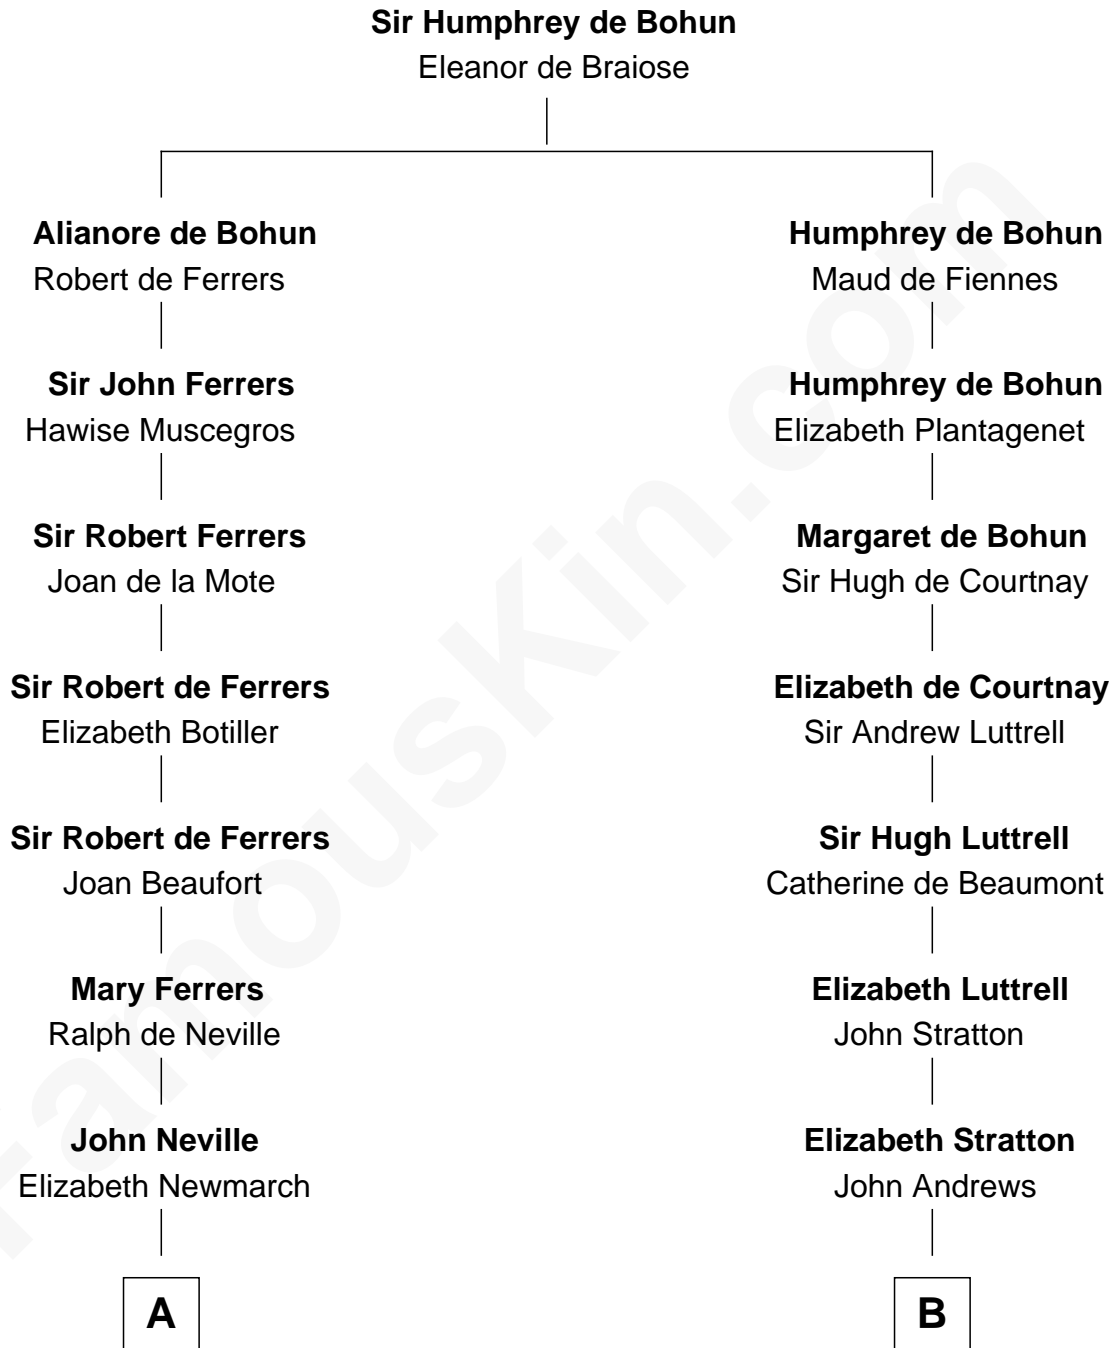 Sir Humphrey de Bohun
Eleanor de Braiose
Alianore de Bohun
Robert de Ferrers
Humphrey de Bohun
Maud de Fiennes
Sir John Ferrers
Hawise Muscegros
Humphrey de Bohun
Elizabeth Plantagenet
Sir Robert Ferrers
Joan de la Mote
Margaret de Bohun
Sir Hugh de Courtnay
Sir Robert de Ferrers
Elizabeth Botiller
Elizabeth de Courtnay
Sir Andrew Luttrell
Sir Robert de Ferrers
Joan Beaufort
Sir Hugh Luttrell
Catherine de Beaumont
Mary Ferrers
Ralph de Neville
Elizabeth Luttrell
John Stratton
John Neville
Elizabeth Newmarch
Elizabeth Stratton
John Andrews
A
B
FamousKin.com